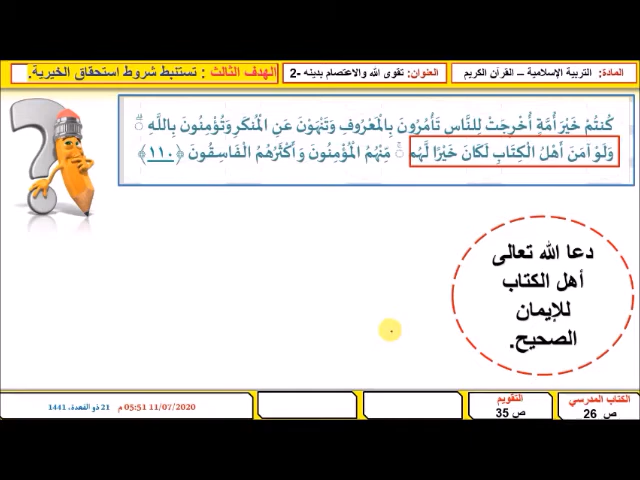 المادة: التربية الإسلامية – القرآن الكريم
العنوان: تقوى الله والاعتصام بدينه -2
الهدف الثالث : تستنبط شروط استحقاق الخيرية.
كُنتُمْ خَيْرَ أُمَّةٍ أُخْرِجَتْ لِلنَّاسِ تَأْمُرُونَ بِالْمَعْرُوفِ وَتَنْهَوْنَ عَنِ الْمُنكَرِ وَتُؤْمِنُونَ بِاللَّهِ ۗ
وَلَوْ آمَنَ أَهْلُ الْكِتَابِ لَكَانَ خَيْرًا لَّهُم ۚ مِّنْهُمُ الْمُؤْمِنُونَ وَأَكْثَرُهُمُ الْفَاسِقُونَ ﴿١١٠﴾
دعا الله تعالى
أهل الكتاب
للإيمان
الصحيح.
الكتاب المدرسي
ص 26
التقويم
ص 35
11/07/2020 05:51 م
21 ذو القعدة، 1441